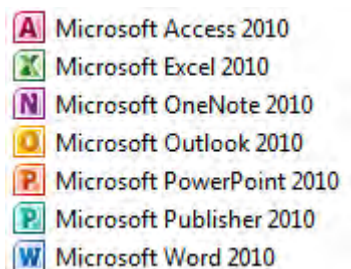 Microsoft Access 2010
Microsoft Excel 2010
Microsoft OneNote 2010
Microsoft Outlook 2010
Microsoft PowerPoint 2010
Microsoft Publisher 2010
Microsoft Word 2010